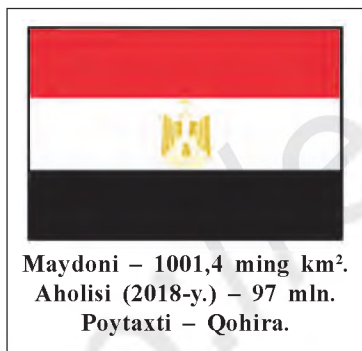 Maydoni – 1001,4 ming km².
Aholisi (2018-y.) – 97 mln.
Poytaxti – Qohira.